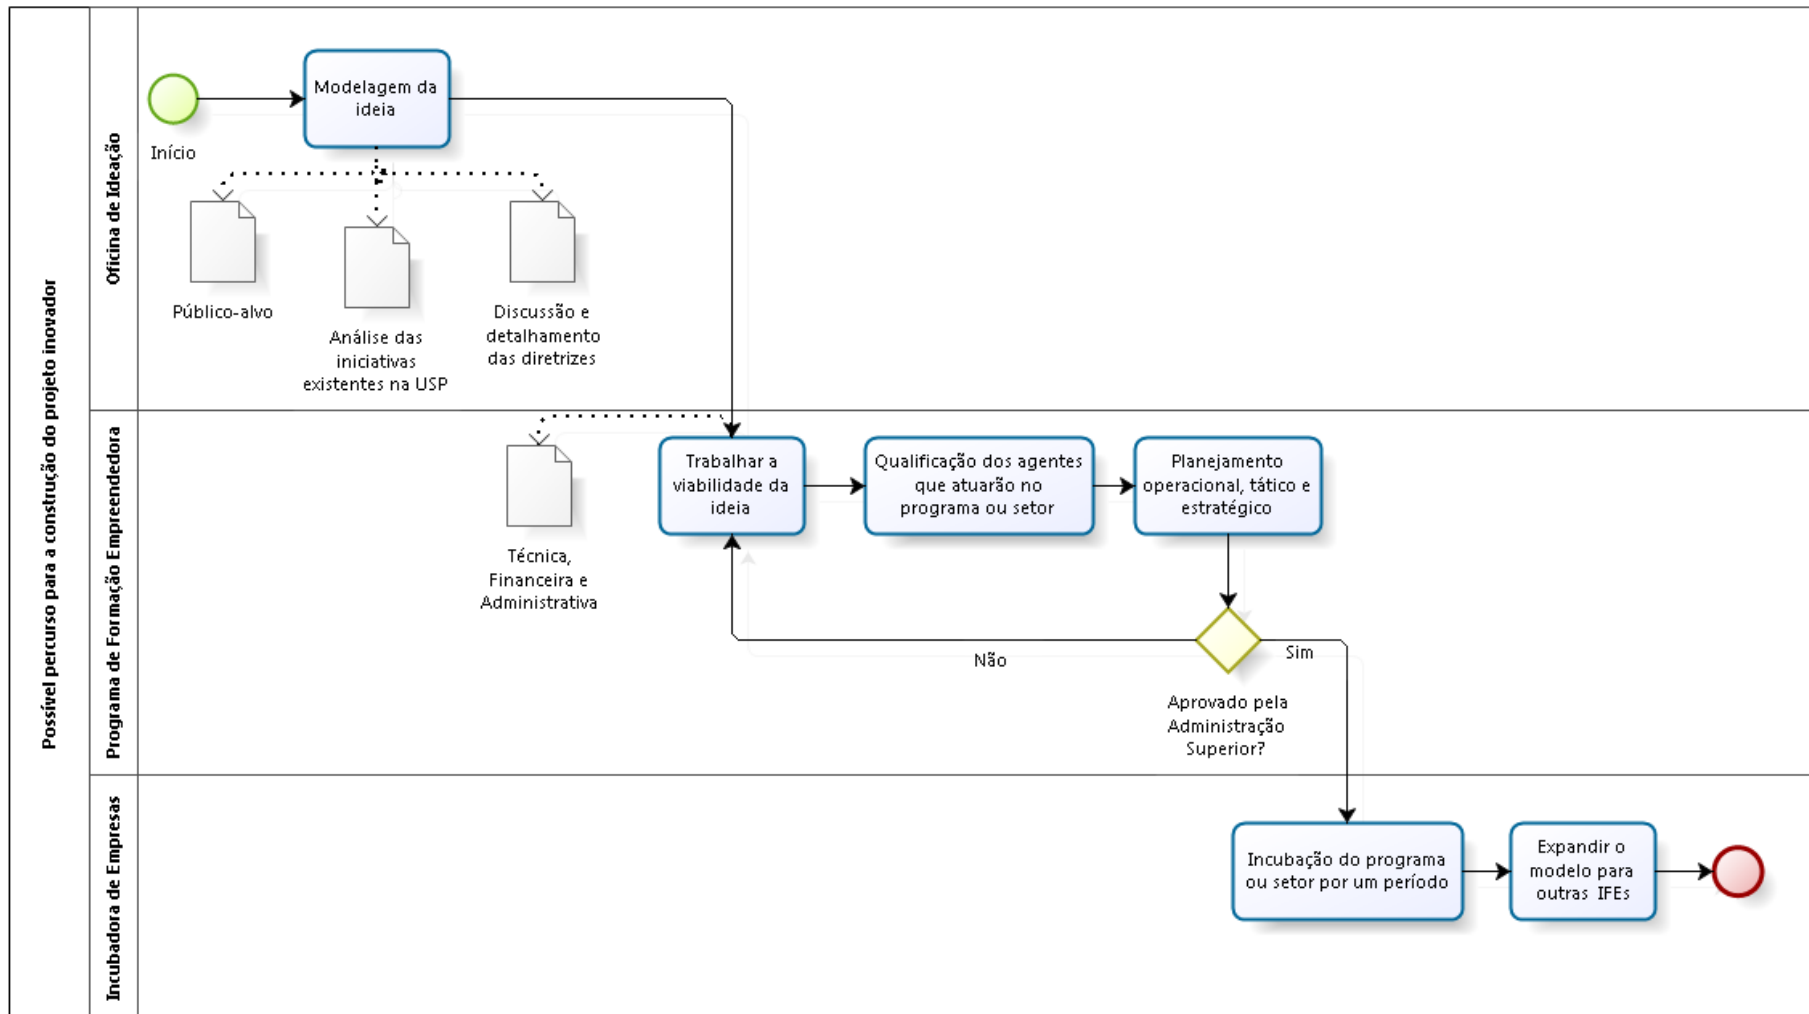 Possível percurso para a construção do projeto inovador
Oficina de Ideação
Início
Modelagem da
ideia
Público-alvo
Análise das
iniciativas
existentes na USP
Discussão e
detalhamento
das diretrizes
Programa de Formação Empreendedora
Técnica,
Financeira e
Administrativa
Trabalhar a
viabilidade da
ideia
Qualificação dos agentes
que atuarão no
programa ou setor
Planejamento
operacional, tático e
estratégico
Não
Sim
Aprovado pela
Administração
Superior?
Incubadora de Empresas
Incubação do programa
ou setor por um período
Expandir o
modelo para
outras IFEs